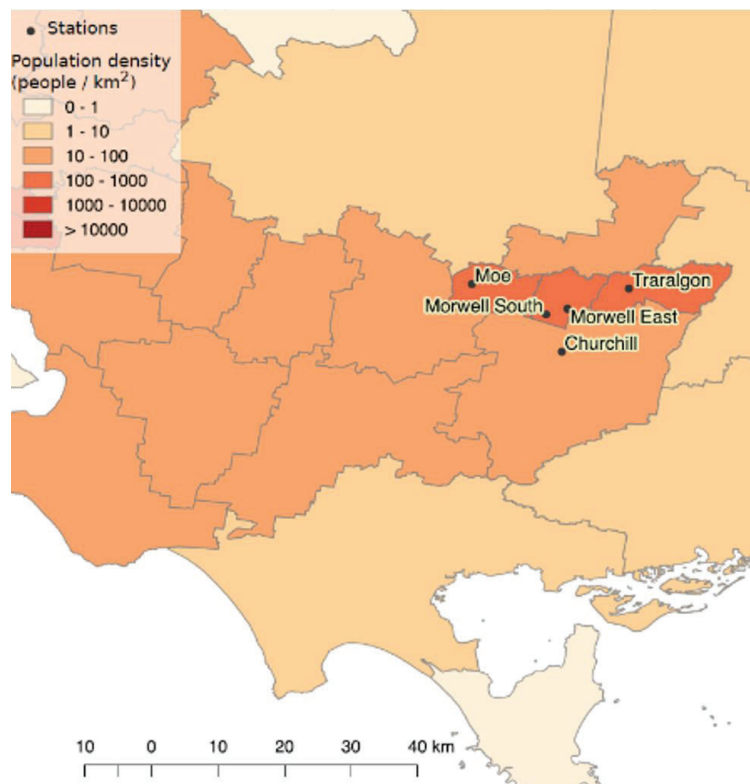 Stations
Population density
(people / km²)
0 - 1
1 - 10
10 - 100
100 - 1000
1000 - 10000
> 10000
Moe
Traralgon
Morwell South
Morwell East
Churchill
10 0 10 20 30 40 km